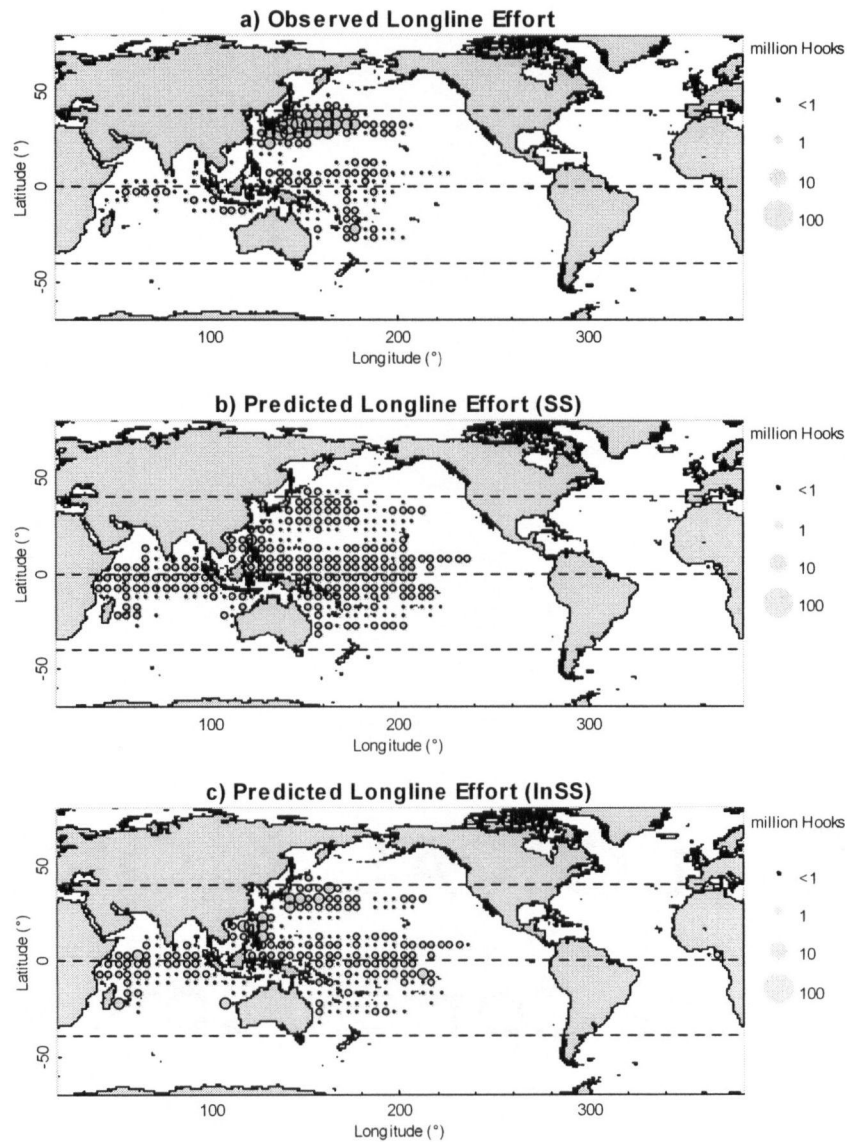 a) Observed Longline Effort
million Hooks
<1
1
10
100
50
0
-50
Latitude (°)
100
200
300
Longitude (°)
b) Predicted Longline Effort (SS)
million Hooks
<1
1
10
100
50
0
-50
Latitude (°)
100
200
300
Longitude (°)
c) Predicted Longline Effort (lnSS)
million Hooks
<1
1
10
100
50
0
-50
Latitude (°)
100
200
300
Longitude (°)